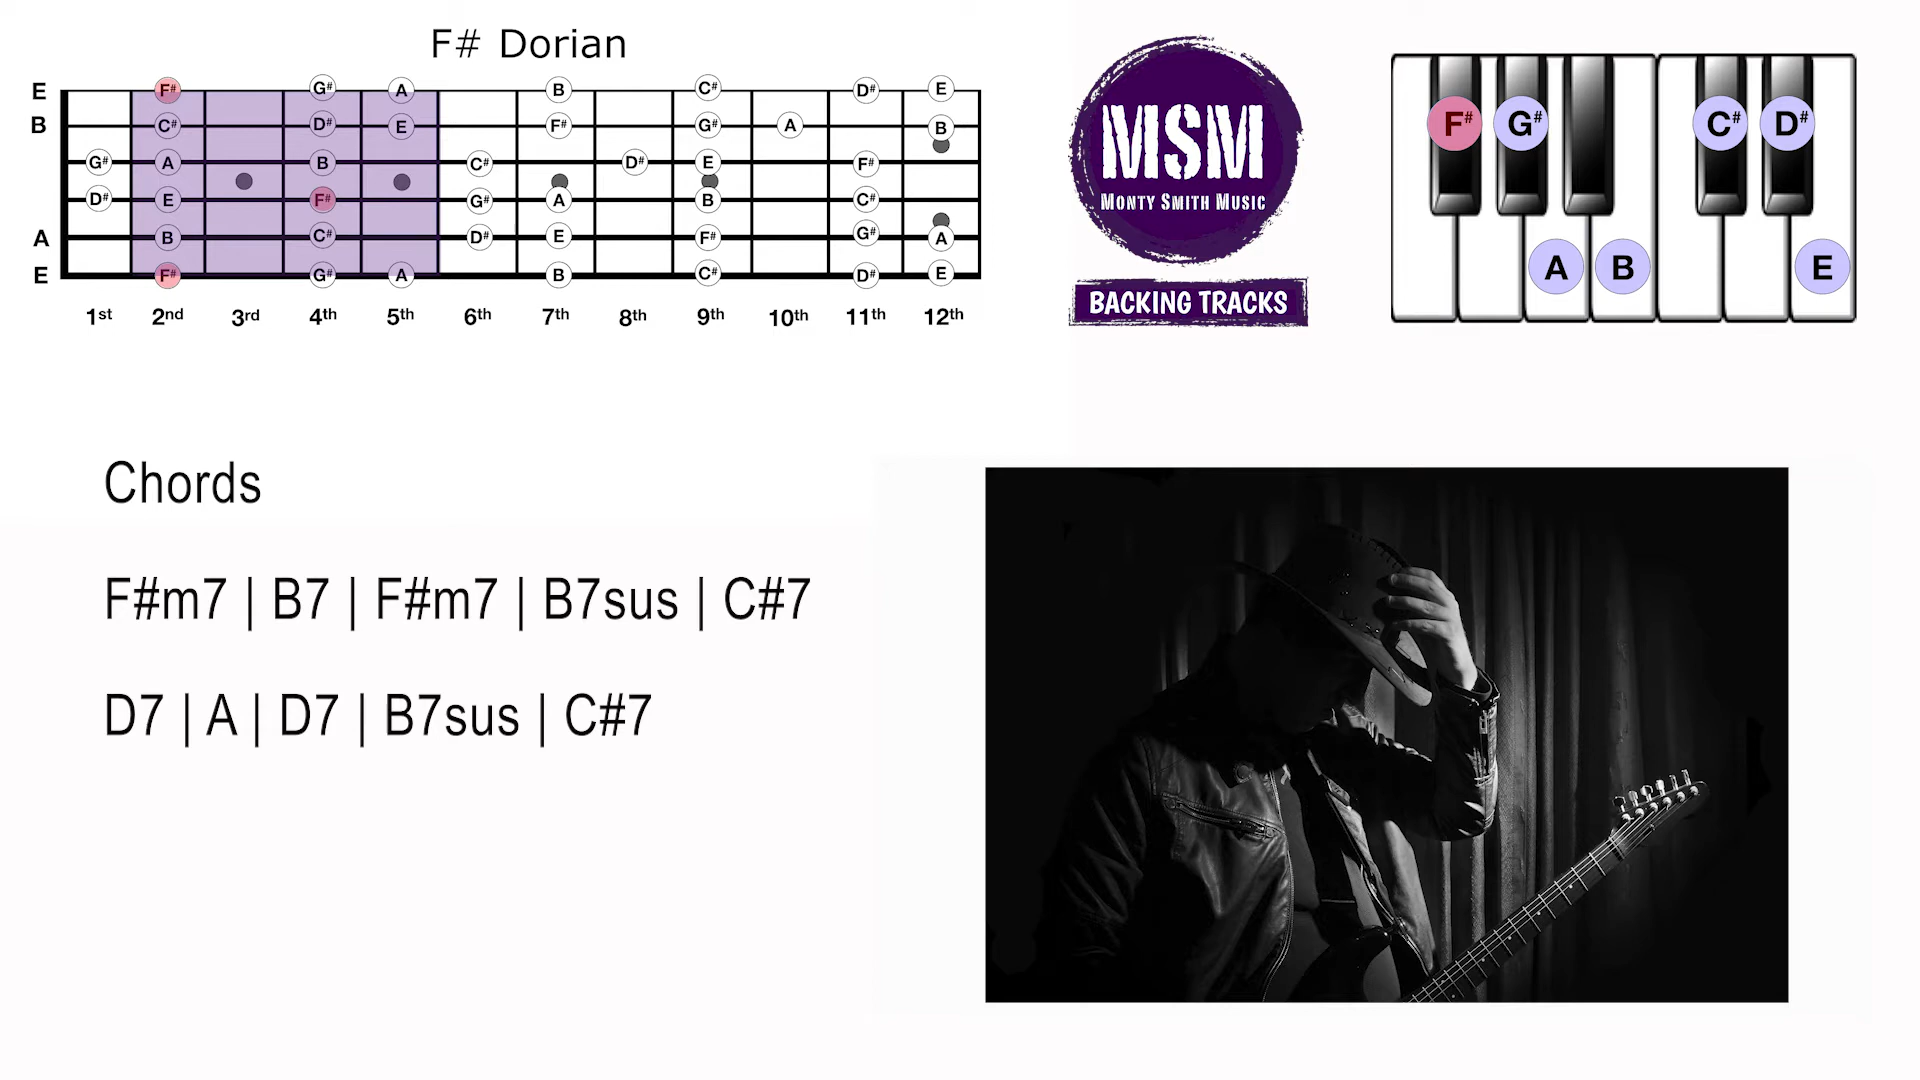 F# Dorian
E F# G# A B C# D# E
B C# D# E F# G# A B
G# A B C# D# E F#
D# E F# G# A B C#
A B C# D# E F# G# A
E F# G# A B C# D# E
1st 2nd 3rd 4th 5th 6th 7th 8th 9th 10th 11th 12th
MSM
MONTY SMITH MUSIC
BACKING TRACKS
F# G# C# D#
A B E
Chords
F#m7 | B7 | F#m7 | B7sus | C#7
D7 | A | D7 | B7sus | C#7